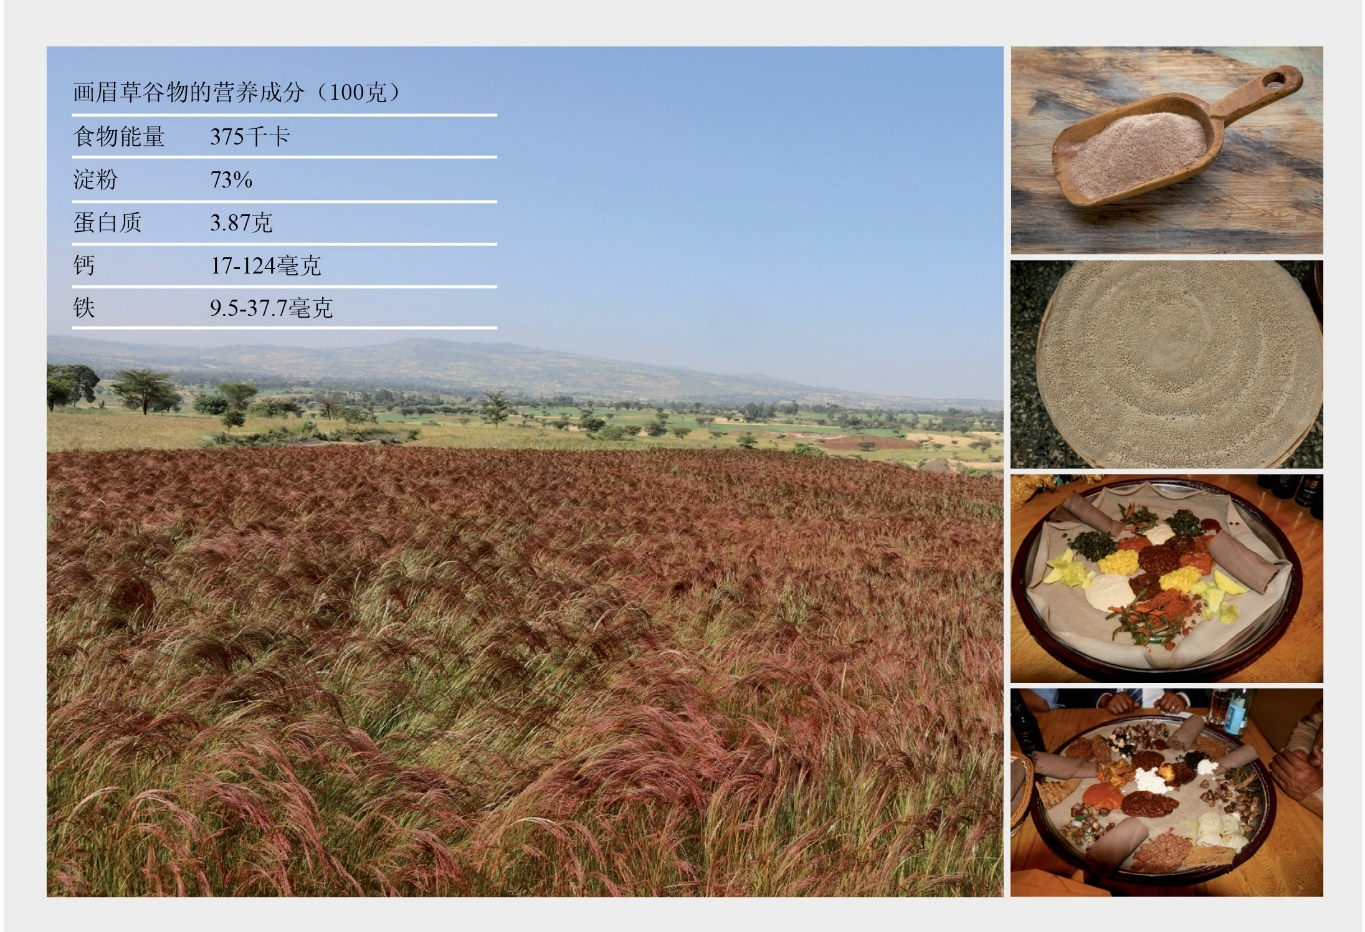 画眉草谷物的营养成分（100克）
食物能量 375千卡
淀粉 73%
蛋白质 3.87克
钙 17-124毫克
铁 9.5-37.7毫克